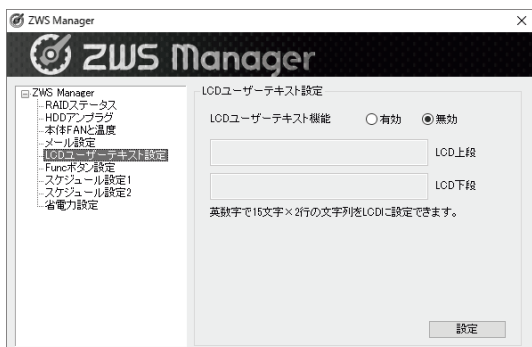 ZWS Manager
ZWS Manager
ZWS Manager
RAIDステータス
HDDアンプラグ
本体FANと温度
メール設定
LCDユーザーテキスト設定
Funcボタン設定
スケジュール設定1
スケジュール設定2
省電力設定
LCDユーザーテキスト設定
LCDユーザーテキスト機能 有効 無効
LCD上段
LCD下段
英数字で15文字×2行の文字列をLCDに設定できます。
設定